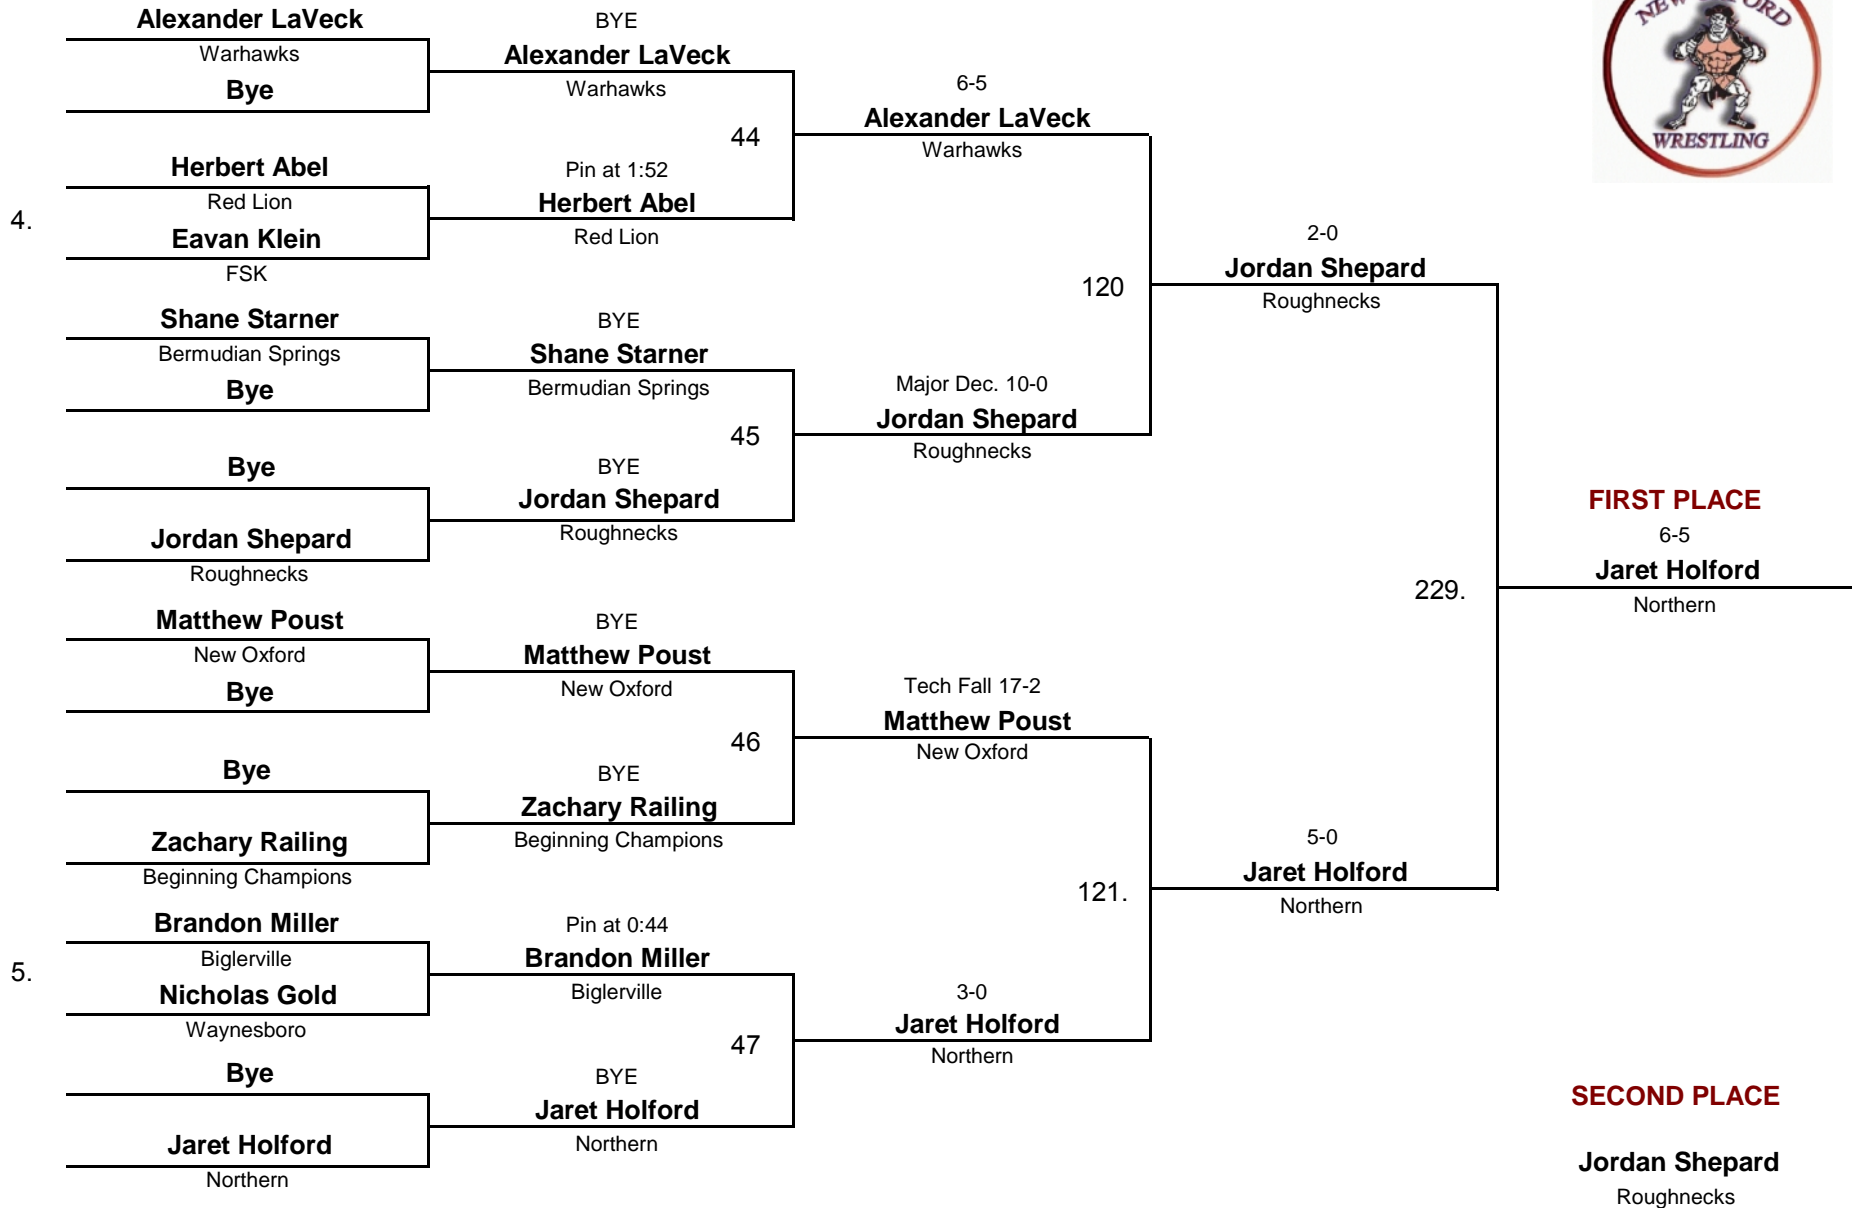 Alexander LaVeck
Warhawks
Bye
4.
Herbert Abel
Red Lion
Eavan Klein
FSK
Shane Starner
Bermudian Springs
Bye
Bye
Jordan Shepard
Roughnecks
Matthew Poust
New Oxford
Bye
Bye
Zachary Railing
Beginning Champions
5.
Brandon Miller
Biglerville
Nicholas Gold
Waynesboro
Bye
Jaret Holford
Northern
BYE
Alexander LaVeck
Warhawks
44
Pin at 1:52
Herbert Abel
Red Lion
BYE
Shane Starner
Bermudian Springs
45
BYE
Jordan Shepard
Roughnecks
BYE
Matthew Poust
New Oxford
46
BYE
Zachary Railing
Beginning Champions
Pin at 0:44
Brandon Miller
Biglerville
47
BYE
Jaret Holford
Northern
6-5
Alexander LaVeck
Warhawks
120
Major Dec. 10-0
Jordan Shepard
Roughnecks
Tech Fall 17-2
Matthew Poust
New Oxford
121.
3-0
Jaret Holford
Northern
2-0
Jordan Shepard
Roughnecks
229.
5-0
Jaret Holford
Northern
WRESTLING
FIRST PLACE
6-5
Jaret Holford
Northern
SECOND PLACE
Jordan Shepard
Roughnecks